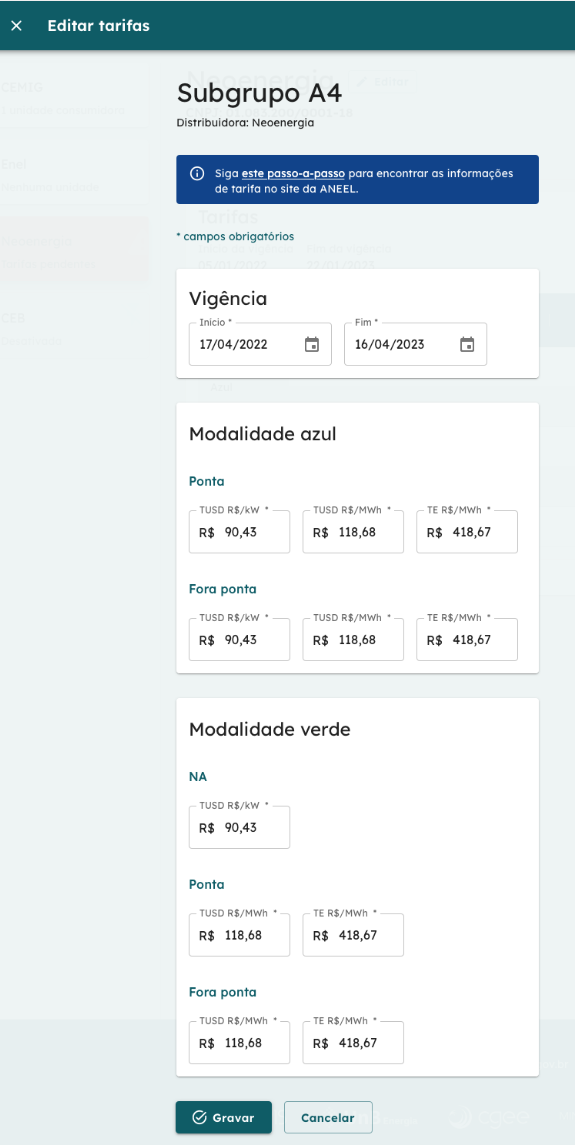 Editar tarifas
Subgrupo A4
Distribuidora: Neoenergia
Siga este passo-a-passo para encontrar as informações
de tarifa no site da ANEEL.
* campos obrigatórios
Vigência
Início *
Fim *
17/04/2022
16/04/2023
Modalidade azul
Ponta
TUSD R$/kW *
TUSD R$/MWh *
TE R$/MWh *
R$ 90,43
R$ 118,68
R$ 418,67
Fora ponta
TUSD R$/kW *
TUSD R$/MWh *
TE R$/MWh *
R$ 90,43
R$ 118,68
R$ 418,67
Modalidade verde
NA
TUSD R$/kW *
R$ 90,43
Ponta
TUSD R$/MWh *
TE R$/MWh *
R$ 118,68
R$ 418,67
Fora ponta
TUSD R$/MWh *
TE R$/MWh *
R$ 118,68
R$ 418,67
Gravar
Cancelar